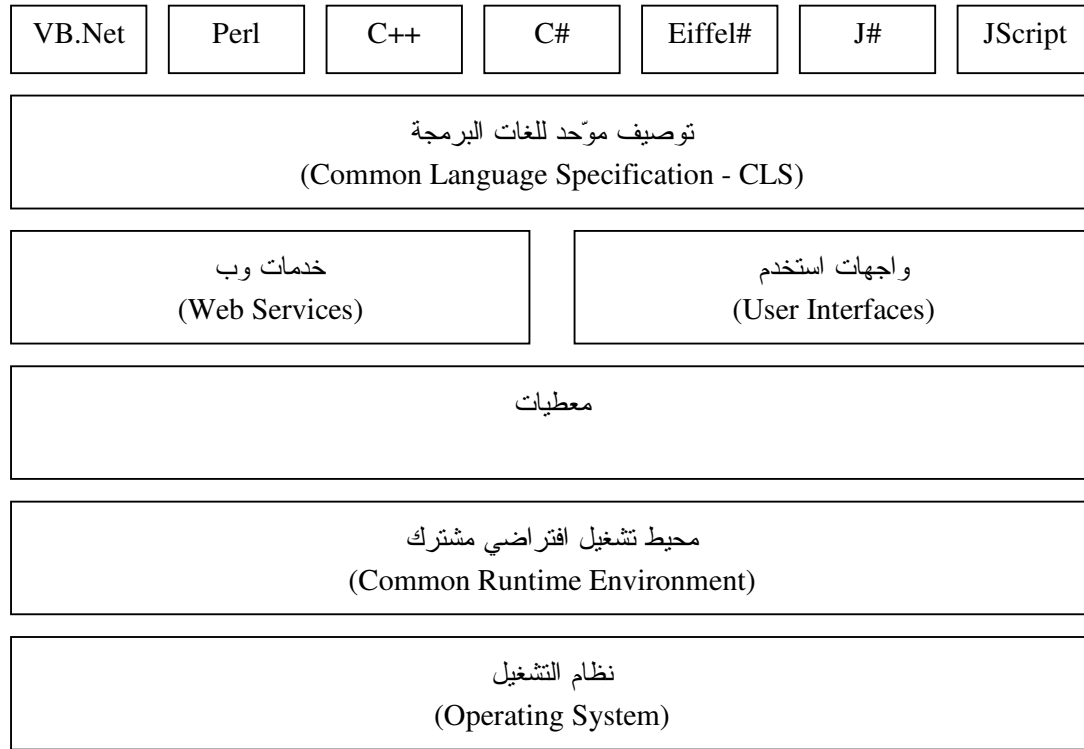 VB.Net Perl C++ C# Eiffel# J# JScript
توصيف موّحد للغات البرمجة
(Common Language Specification - CLS)
خدمات وب
(Web Services)
واجهات استخدم
(User Interfaces)
معطيات
محيط تشغيل افتراضي مشترك
(Common Runtime Environment)
نظام التشغيل
(Operating System)